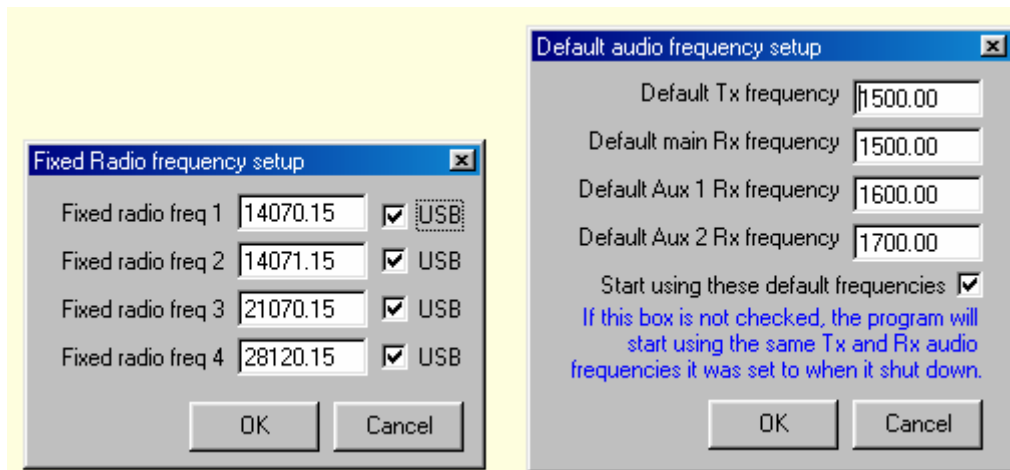 Fixed Radio frequency setup
Fixed radio freq 1 14070.15 USB
Fixed radio freq 2 14071.15 USB
Fixed radio freq 3 21070.15 USB
Fixed radio freq 4 28120.15 USB
OK Cancel
Default audio frequency setup
Default Tx frequency 1500.00
Default main Rx frequency 1500.00
Default Aux 1 Rx frequency 1600.00
Default Aux 2 Rx frequency 1700.00
Start using these default frequencies
If this box is not checked, the program will
start using the same Tx and Rx audio
frequencies it was set to when it shut down.
OK Cancel